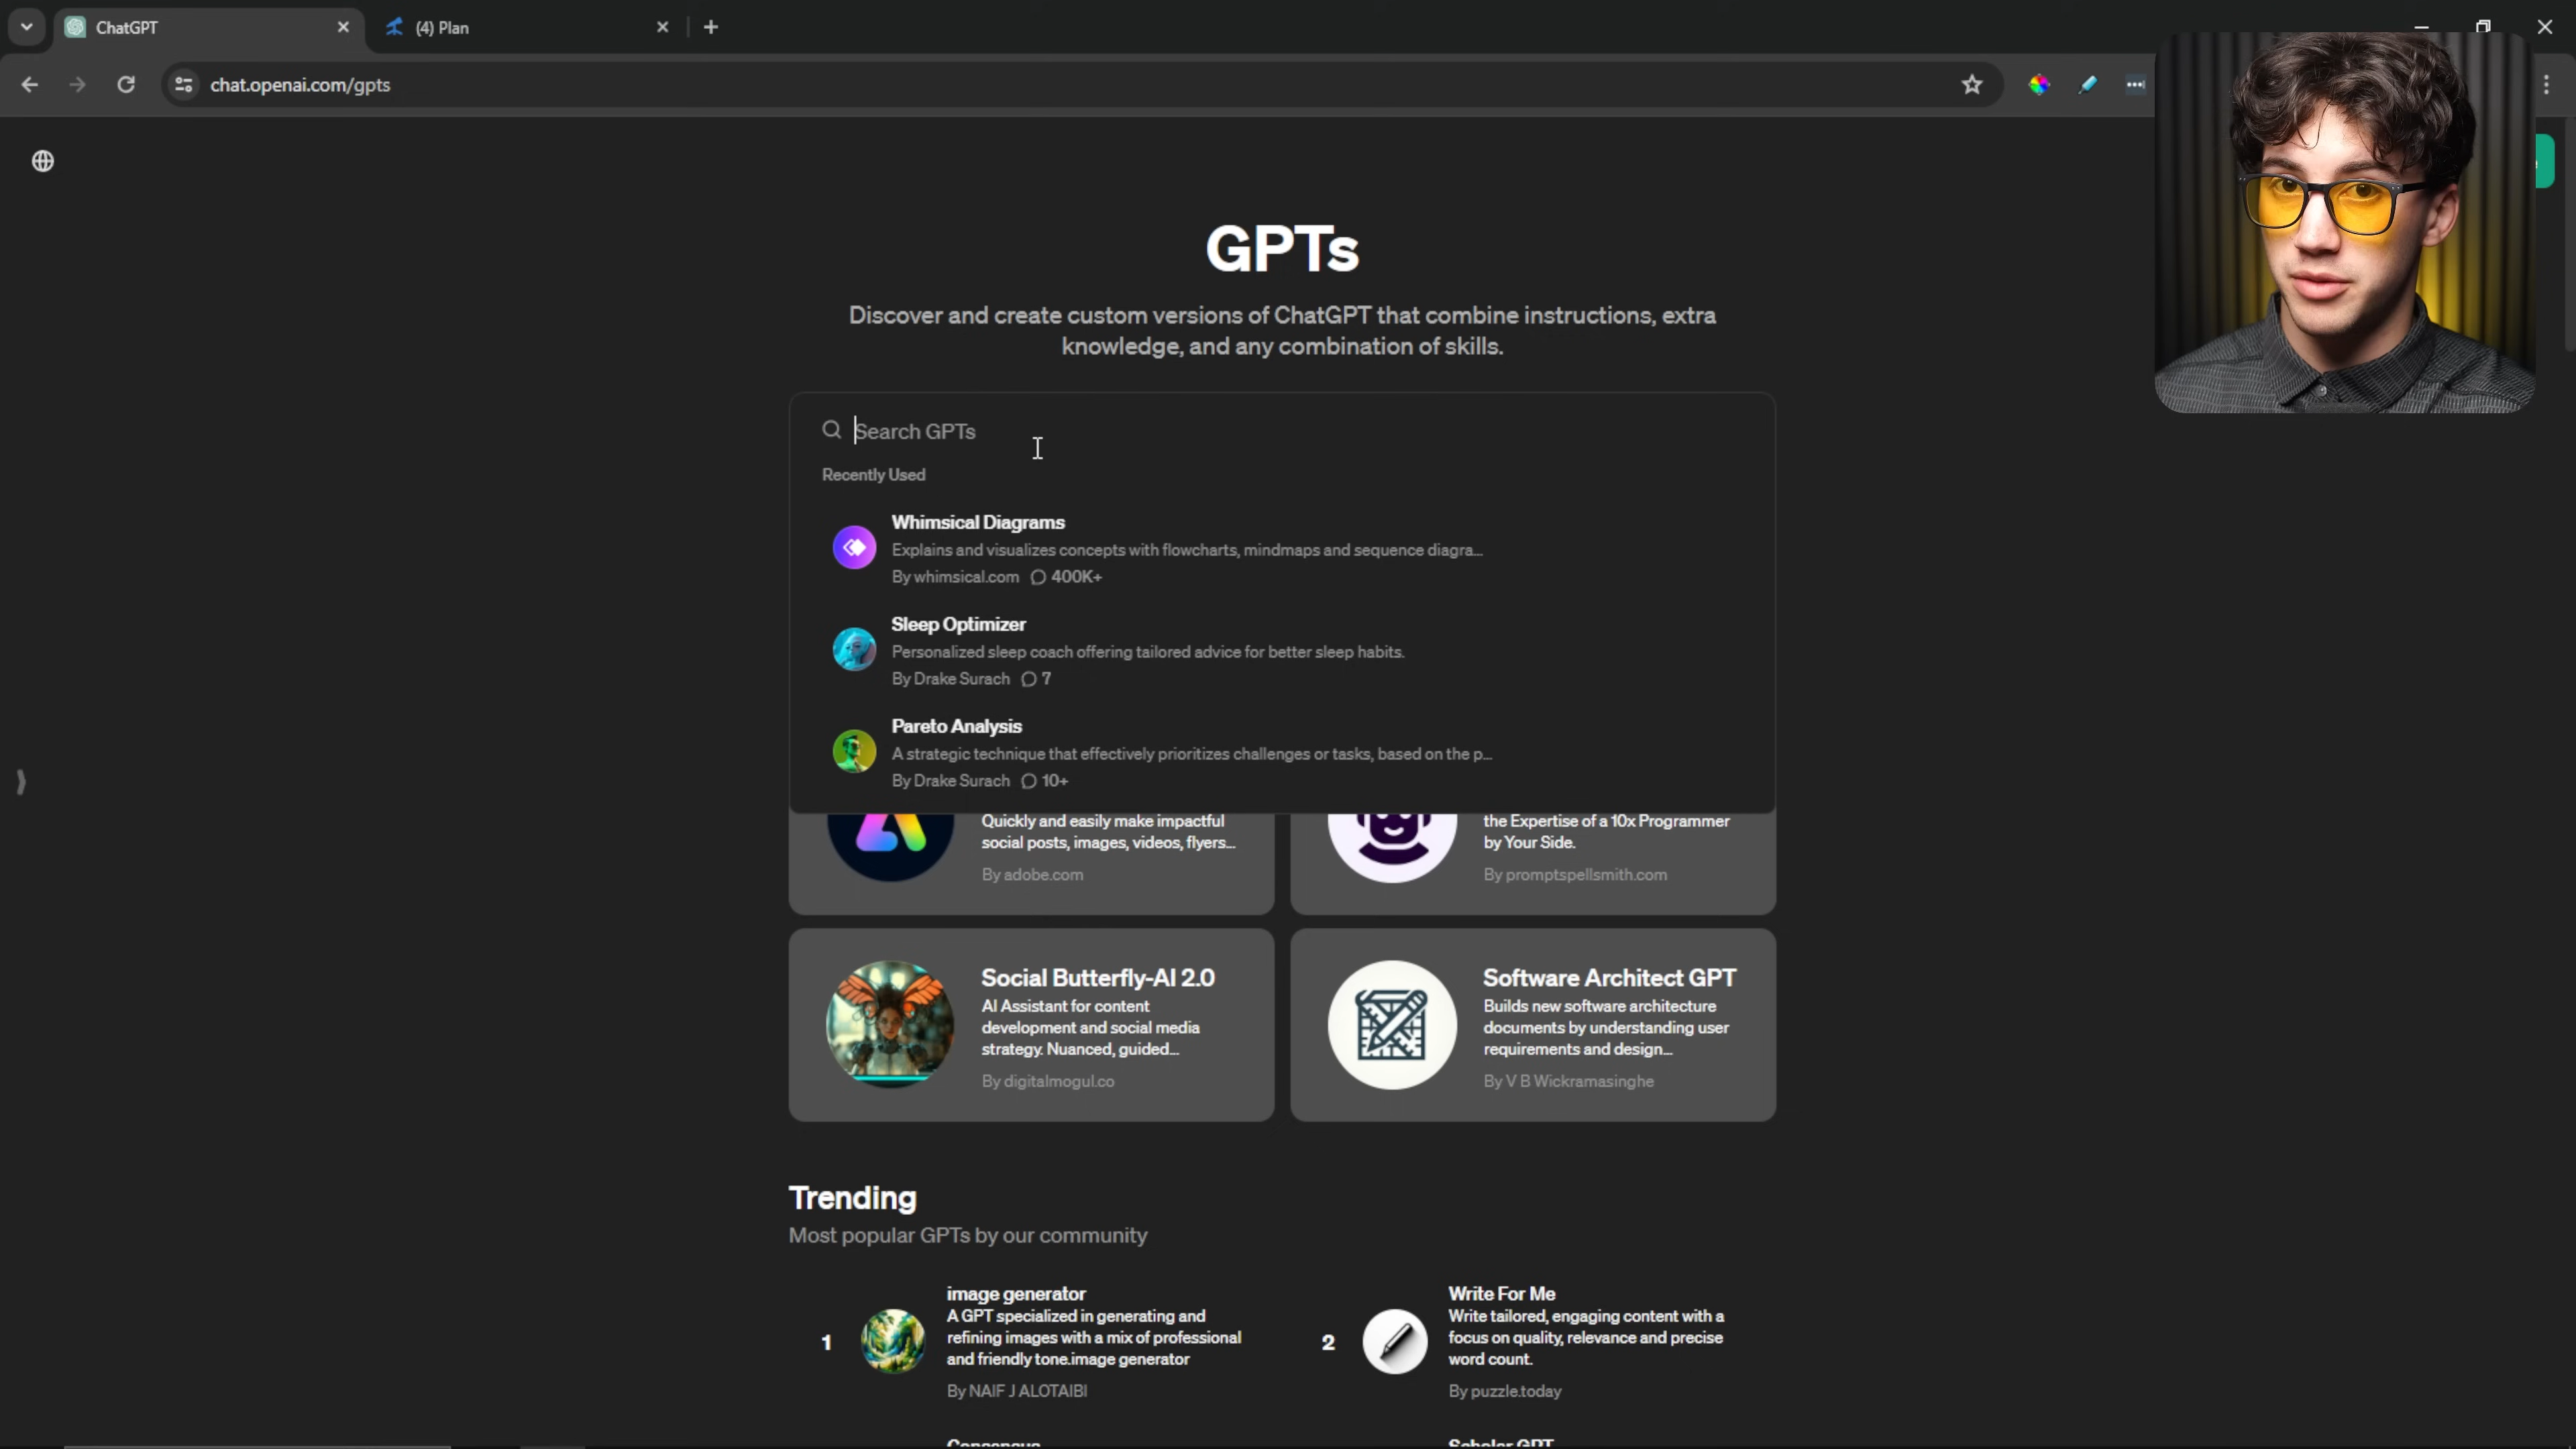 ChatGPT
(4) Plan
chat.openai.com/gpts
GPTs
Discover and create custom versions of ChatGPT that combine instructions, extra
knowledge, and any combination of skills.
Search GPTs
Recently Used
Whimsical Diagrams
Explains and visualizes concepts with flowcharts, mindmaps and sequence diagra...
By whimsical.com 400K+
Sleep Optimizer
Personalized sleep coach offering tailored advice for better sleep habits.
By Drake Surach 7
Pareto Analysis
A strategic technique that effectively prioritizes challenges or tasks, based on the p...
By Drake Surach 10+
Quickly and easily make impactful
social posts, images, videos, flyers...
By adobe.com
the Expertise of a 10x Programmer
by Your Side.
By promptspellsmith.com
Social Butterfly-AI 2.0
AI Assistant for content
development and social media
strategy. Nuanced, guided...
By digitalmogul.co
Software Architect GPT
Builds new software architecture
documents by understanding user
requirements and design...
By V B Wickramasinghe
Trending
Most popular GPTs by our community
1
image generator
A GPT specialized in generating and
refining images with a mix of professional
and friendly tone.image generator
By NAIF J ALOTAIBI
2
Write For Me
Write tailored, engaging content with a
focus on quality, relevance and precise
word count.
By puzzle.today
Consensus
Scholar GPT